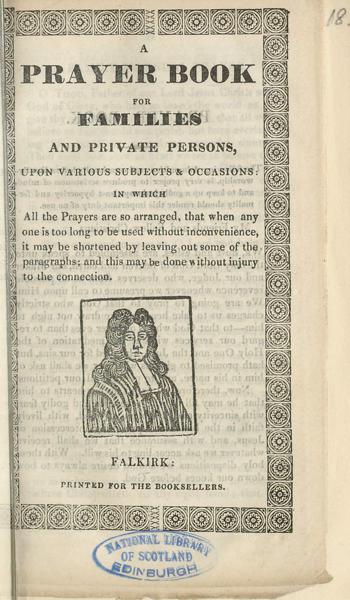 18
A
PRAYER BOOK
FOR
FAMILIES
AND PRIVATE PERSONS,
UPON VARIOUS SUBJECTS & OCCASIONS:
IN WHICH
All the Prayers are so arranged, that when any
one is too long to be used without inconvenience,
it may be shortened by leaving out some of the
paragraphs; and this may be done without injury
to the connection.
FALKIRK:
PRINTED FOR THE BOOKSELLERS.
NATIONAL LIBRARY
OF SCOTLAND
EDINBURGH